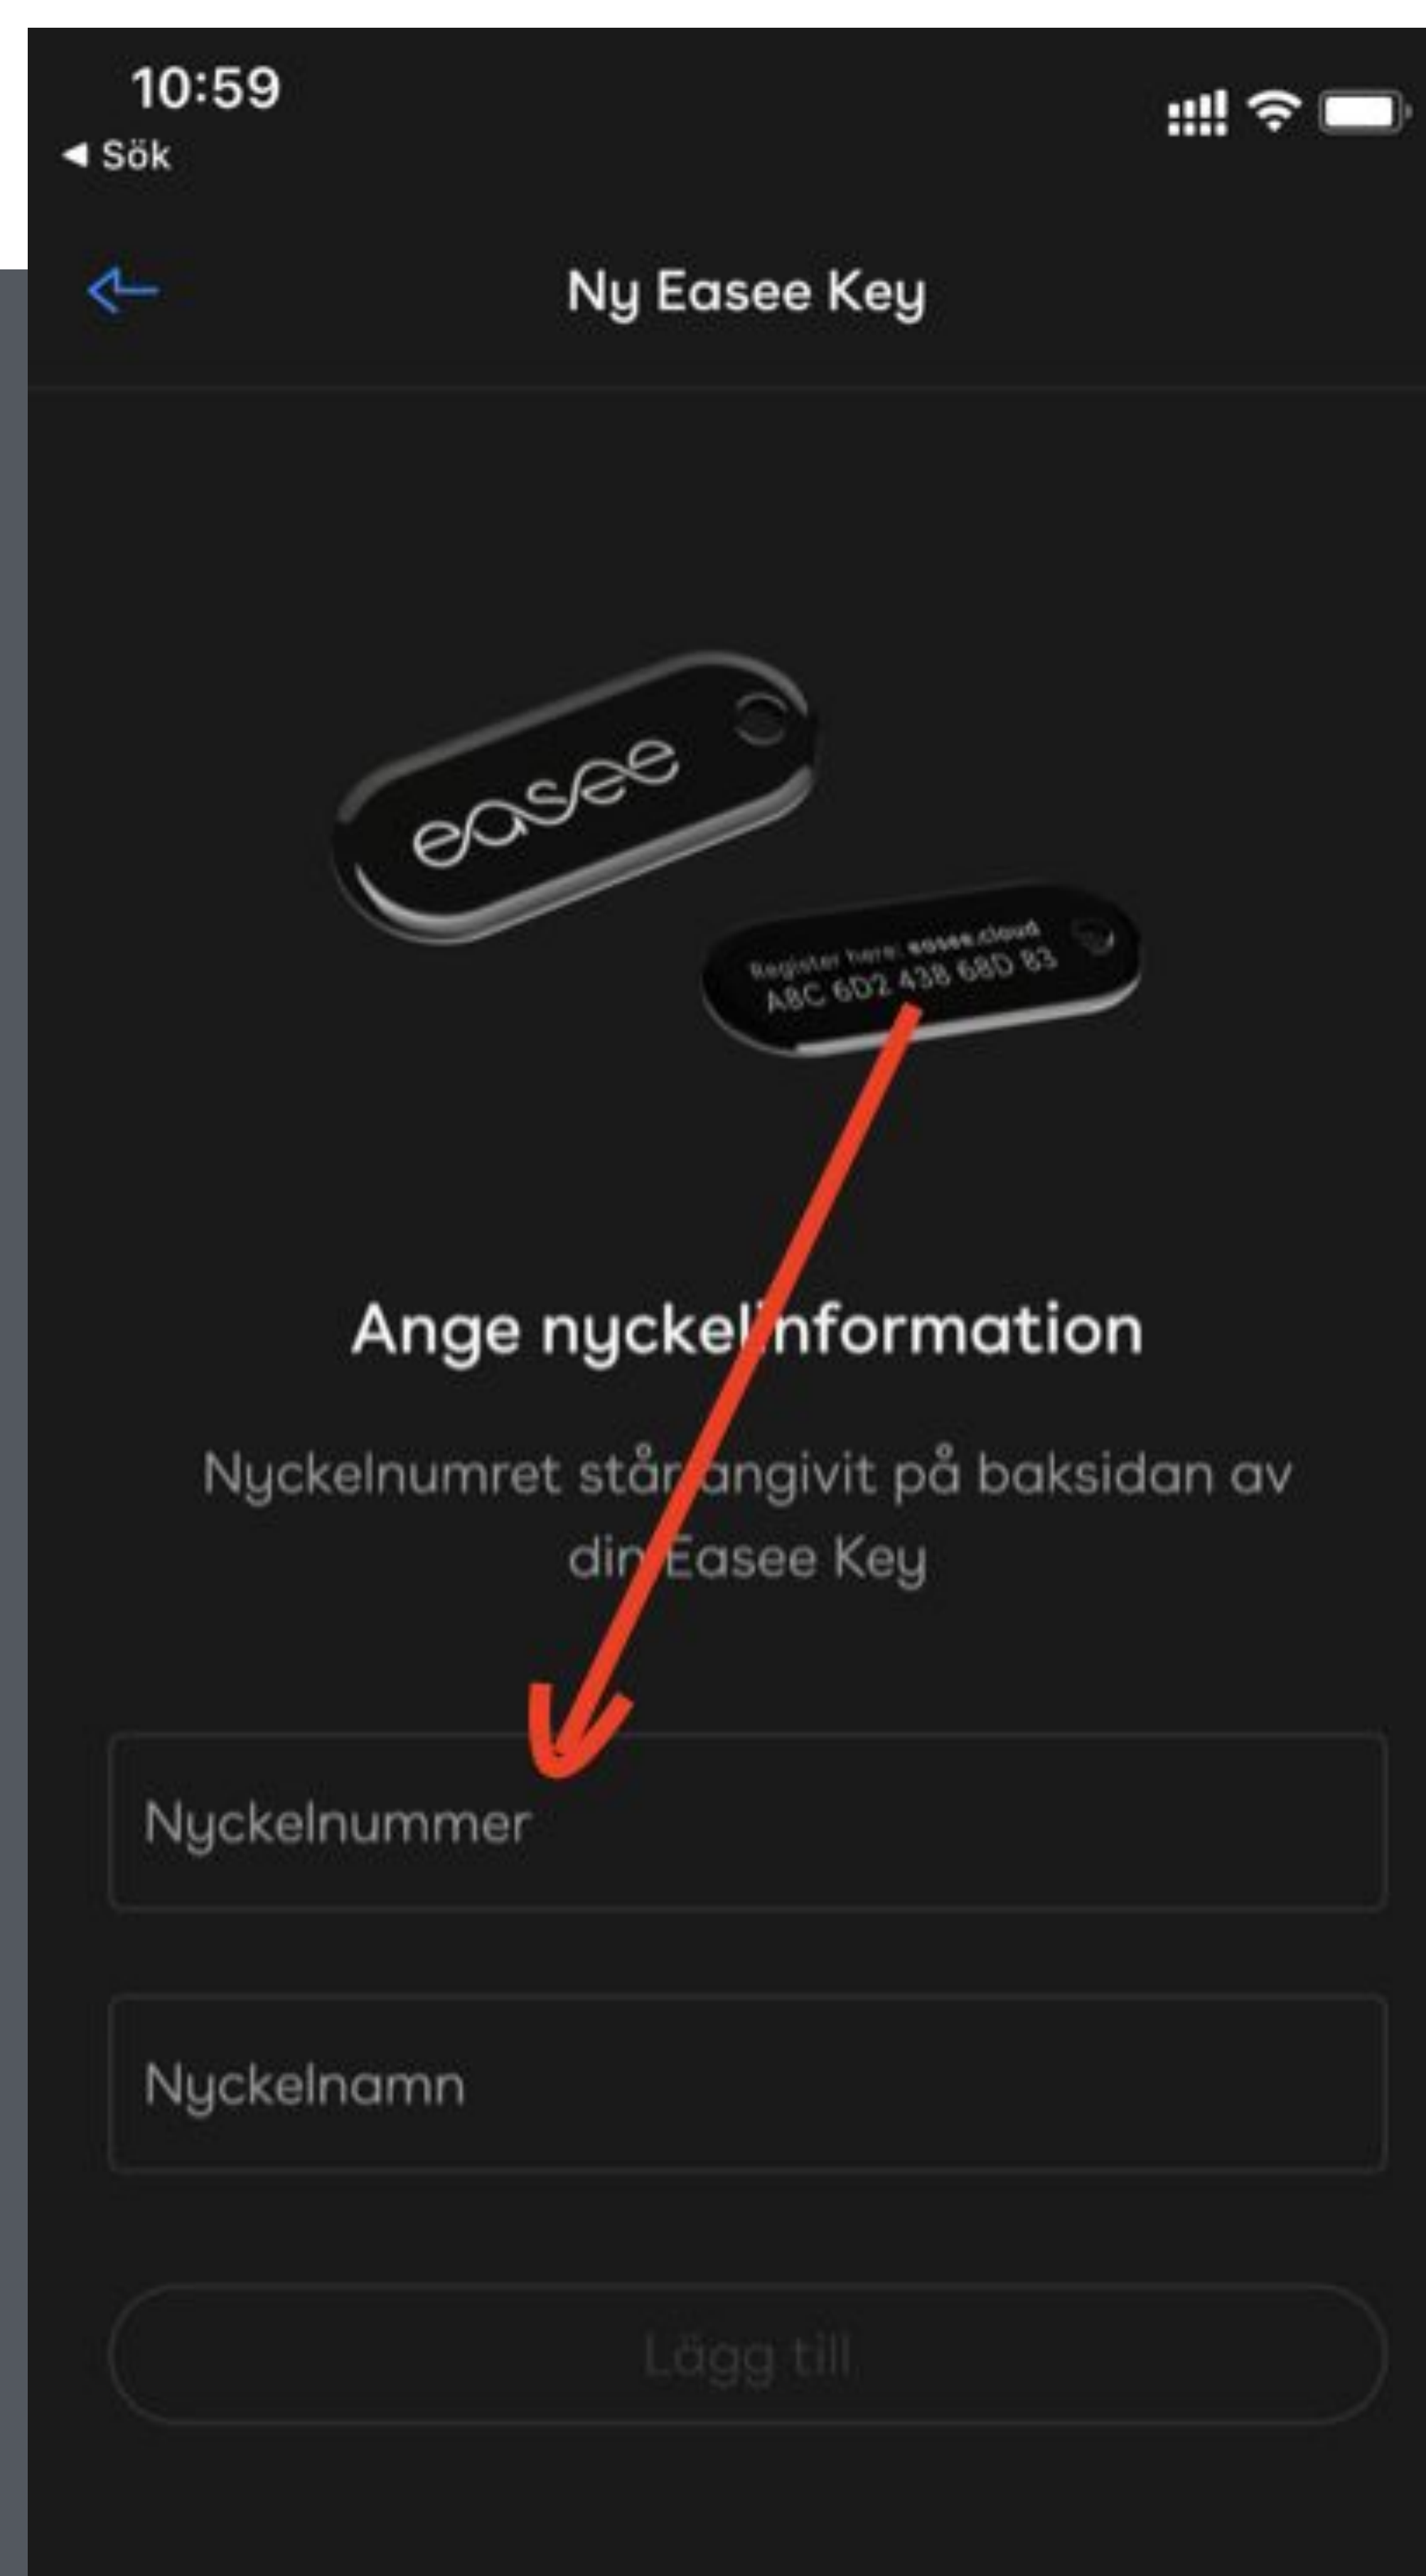 10:59
Sök
Ny Easee Key
easee
Register here: easee.cloud
A8C 6D2 438 68D 83
Ange nyckelinformation
Nyckelnumret står angivit på baksidan av
din Easee Key
Nyckelnummer
Nyckelnamn
Lägg till